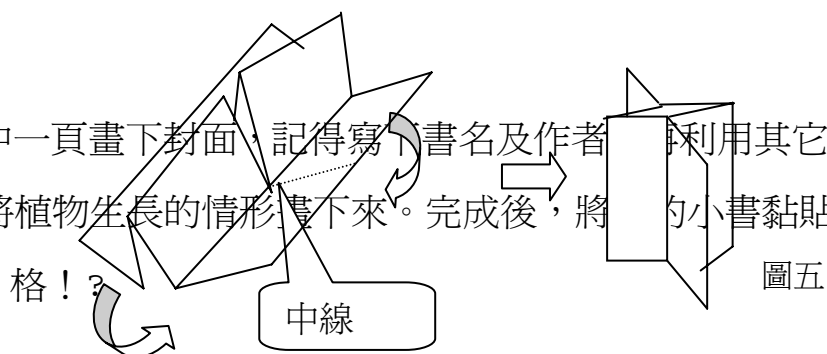 一頁畫下封面，記得寫下書名及作者 再利用其它
將植物生長的情形畫下來。完成後，將 的小書黏貼
格！?
圖五
中線